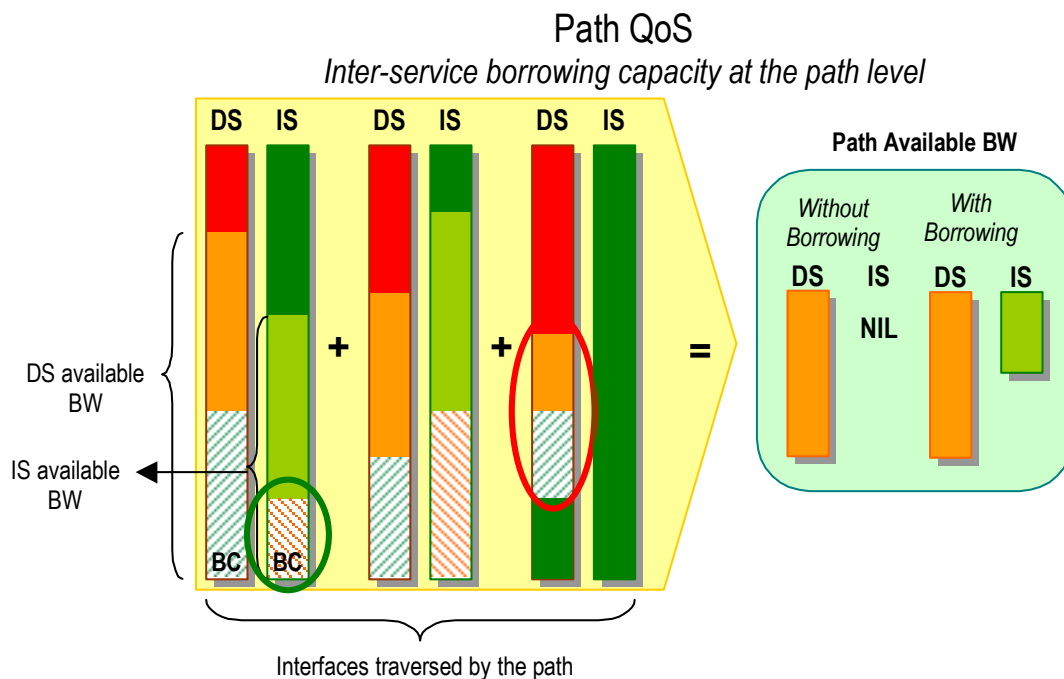 Path QoS
Inter-service borrowing capacity at the path level
DS IS DS IS DS IS
Path Available BW
Without
Borrowing
With
Borrowing
DS IS DS IS
NIL
+ + =
DS available
BW
IS available
BW
BC BC
Interfaces traversed by the path